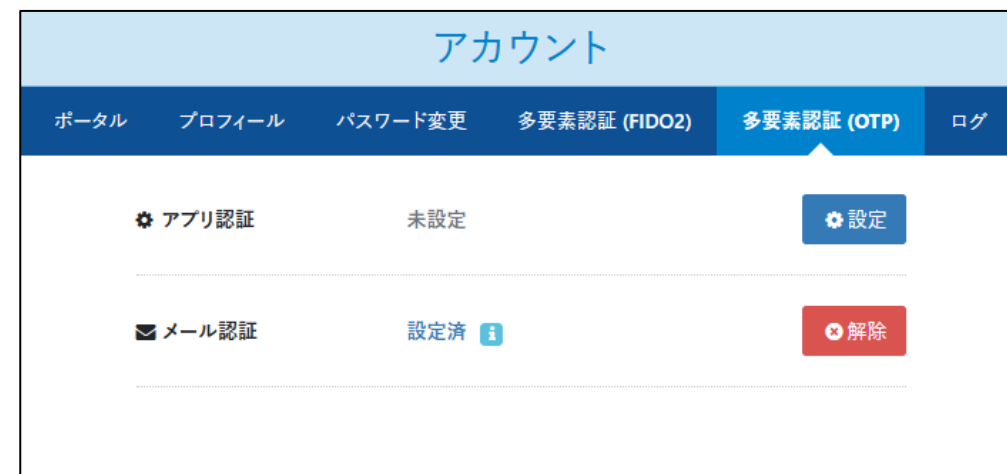 アカウント
ポータル プロフィール パスワード変更 多要素認証 (FIDO2) 多要素認証 (OTP) ログ
アプリ認証 未設定 設定
メール認証 設定済 i 解除